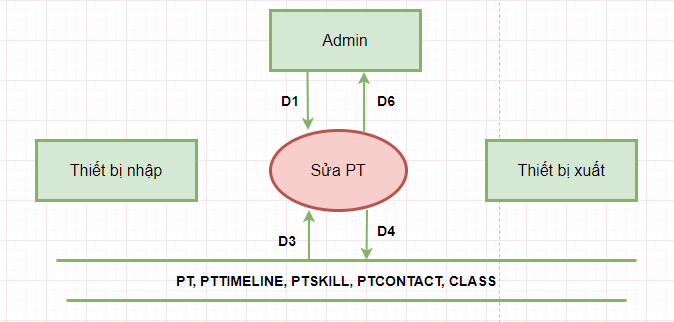 Admin
D1
D6
Thiết bị nhập
Sửa PT
Thiết bị xuất
D3
D4
PT, PTTIMELINE, PTSKILL, PTCONTACT, CLASS